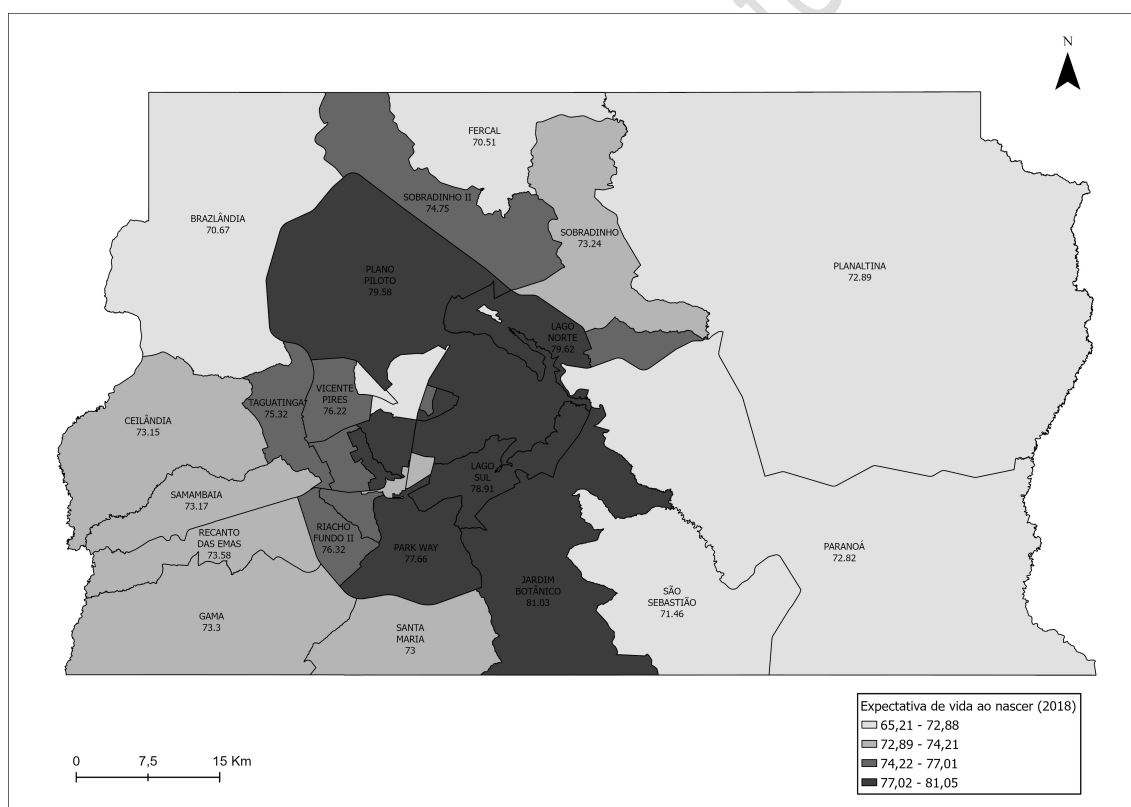 N
FERCAL
70.51
SOBRADINHO II
74.75
BRAZLÂNDIA
70.67
SOBRADINHO
73.24
PLANALTINA
72.89
PLANO
PILOTO
79.58
LAGO
NORTE
79.62
VICENTE
PIRES
76.22
TAGUATINGA
75.32
CEILÂNDIA
73.15
LAGO
SUL
78.91
SAMAMBAIA
73.17
RECANTO
DAS EMAS
73.58
RIACHO
FUNDO II
76.32
PARK WAY
77.66
PARANOÁ
72.82
JARDIM
BOTÂNICO
81.03
SÃO
SEBASTIÃO
71.46
GAMA
73.3
SANTA
MARIA
73
Expectativa de vida ao nascer (2018)
65,21 - 72,88
72,89 - 74,21
74,22 - 77,01
77,02 - 81,05
0 7,5 15 Km